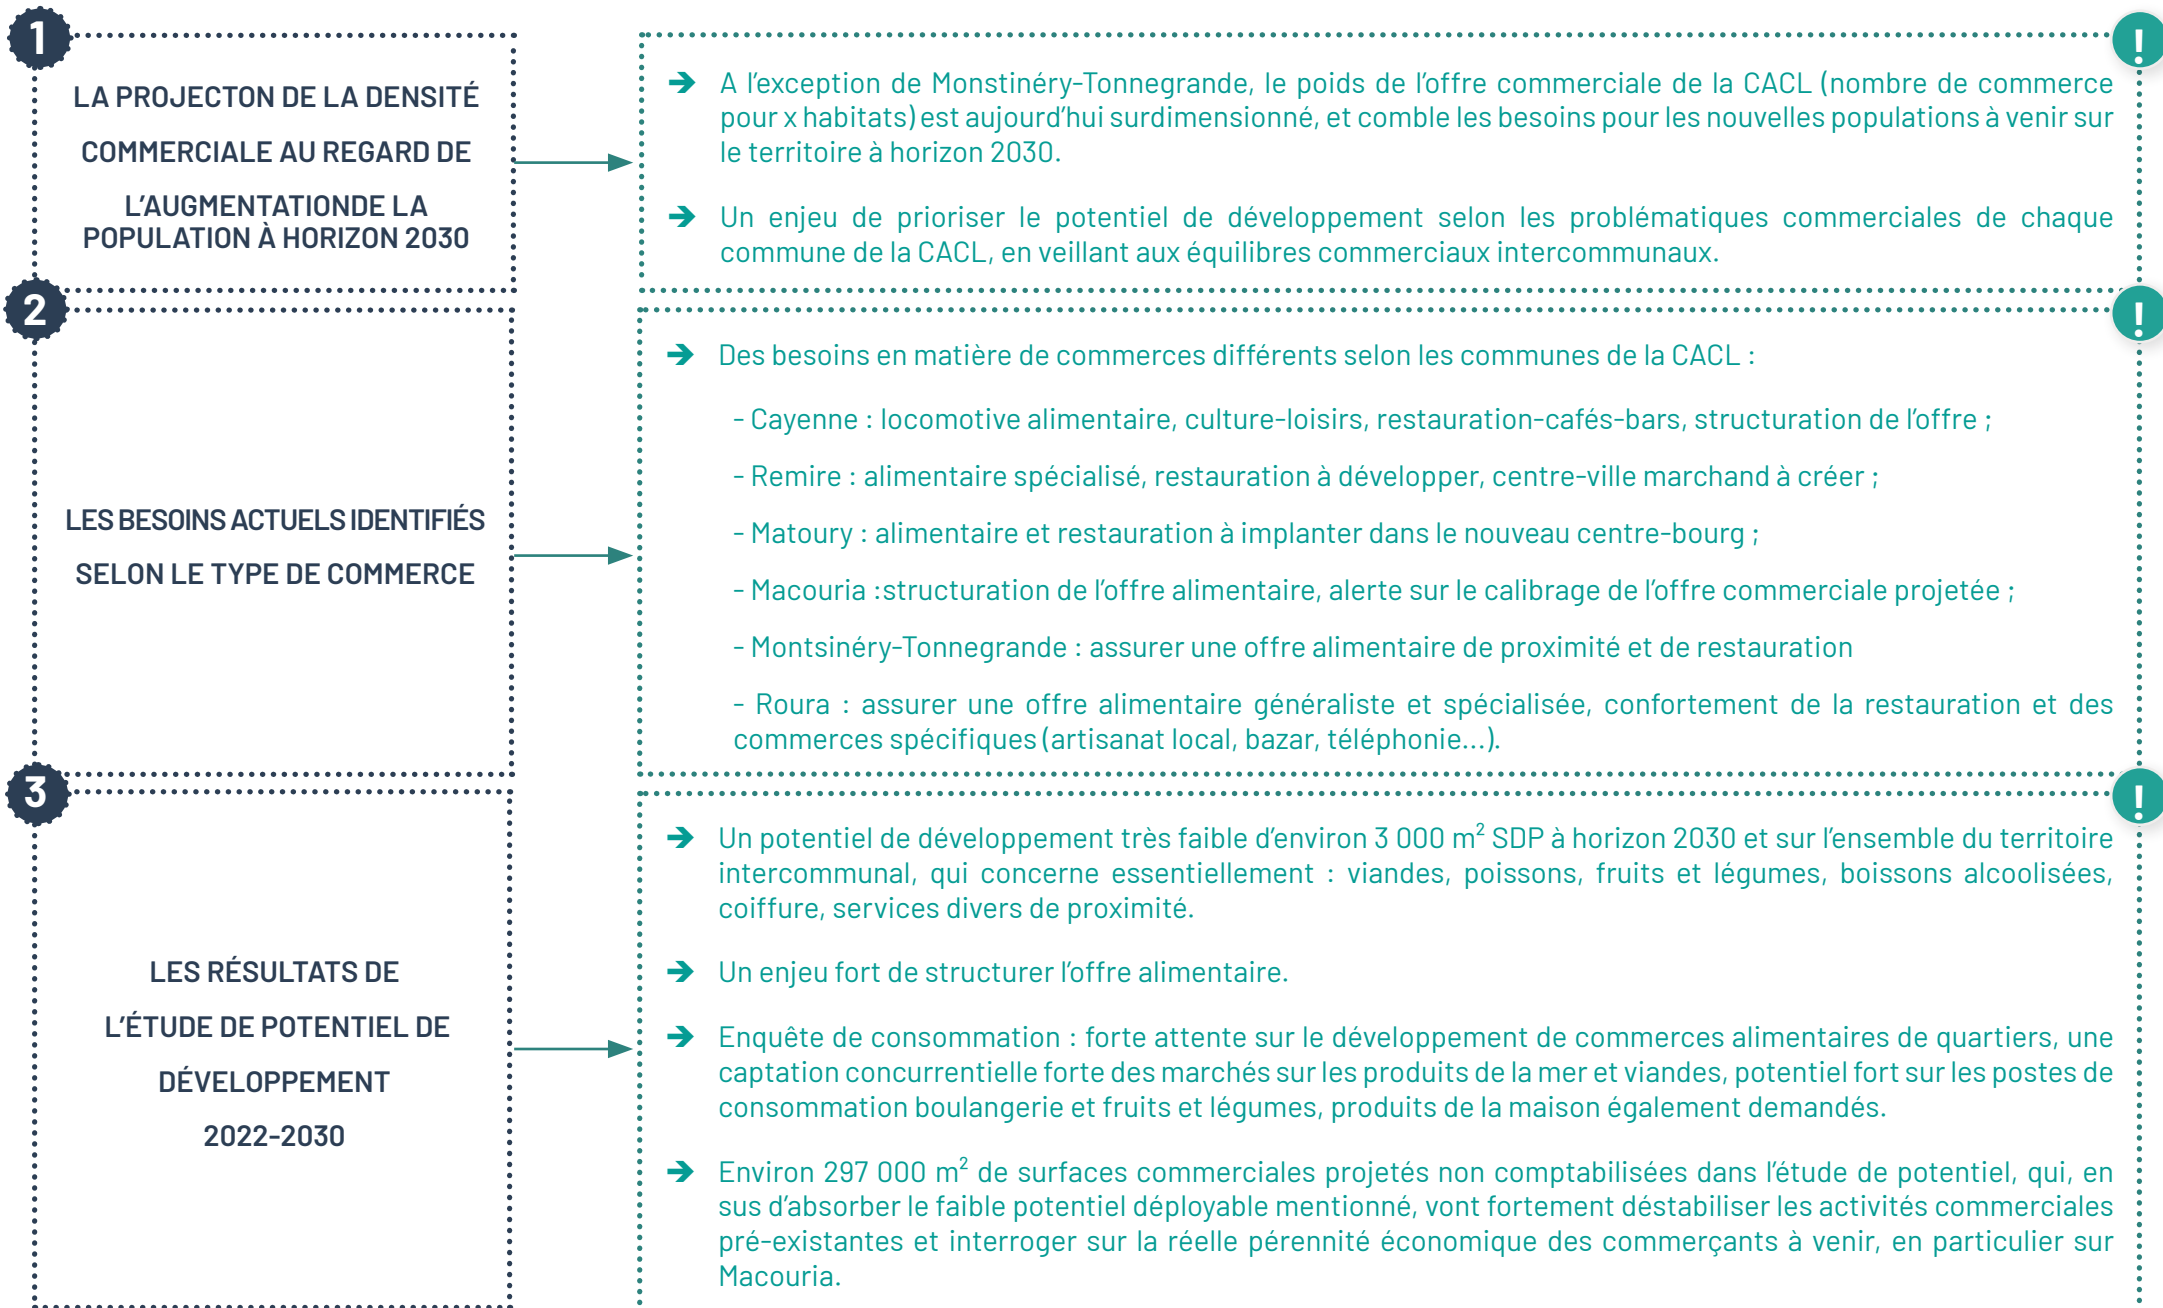 1
LA PROJECTON DE LA DENSITÉ
COMMERCIALE AU REGARD DE
L'AUGMENTATIONDE LA
POPULATION À HORIZON 2030
!
➔ A l'exception de Monstinéry-Tonnegrande, le poids de l'offre commerciale de la CACL (nombre de commerce
pour x habitats) est aujourd'hui surdimensionné, et comble les besoins pour les nouvelles populations à venir sur
le territoire à horizon 2030.
➔ Un enjeu de prioriser le potentiel de développement selon les problématiques commerciales de chaque
commune de la CACL, en veillant aux équilibres commerciaux intercommunaux.
2
LES BESOINS ACTUELS IDENTIFIÉS
SELON LE TYPE DE COMMERCE
!
➔ Des besoins en matière de commerces différents selon les communes de la CACL :
- Cayenne : locomotive alimentaire, culture-loisirs, restauration-cafés-bars, structuration de l'offre ;
- Remire : alimentaire spécialisé, restauration à développer, centre-ville marchand à créer ;
- Matoury : alimentaire et restauration à implanter dans le nouveau centre-bourg ;
- Macouria :structuration de l'offre alimentaire, alerte sur le calibrage de l'offre commerciale projetée ;
- Montsinéry-Tonnegrande : assurer une offre alimentaire de proximité et de restauration
- Roura : assurer une offre alimentaire généraliste et spécialisée, confortement de la restauration et des
commerces spécifiques (artisanat local, bazar, téléphonie...).
3
LES RÉSULTATS DE
L'ÉTUDE DE POTENTIEL DE
DÉVELOPPEMENT
2022-2030
!
➔ Un potentiel de développement très faible d'environ 3 000 m² SDP à horizon 2030 et sur l'ensemble du territoire
intercommunal, qui concerne essentiellement : viandes, poissons, fruits et légumes, boissons alcoolisées,
coiffure, services divers de proximité.
➔ Un enjeu fort de structurer l'offre alimentaire.
➔ Enquête de consommation : forte attente sur le développement de commerces alimentaires de quartiers, une
captation concurrentielle forte des marchés sur les produits de la mer et viandes, potentiel fort sur les postes de
consommation boulangerie et fruits et légumes, produits de la maison également demandés.
➔ Environ 297 000 m² de surfaces commerciales projetés non comptabilisées dans l'étude de potentiel, qui, en
sus d'absorber le faible potentiel déployable mentionné, vont fortement déstabiliser les activités commerciales
pré-existantes et interroger sur la réelle pérennité économique des commerçants à venir, en particulier sur
Macouria.